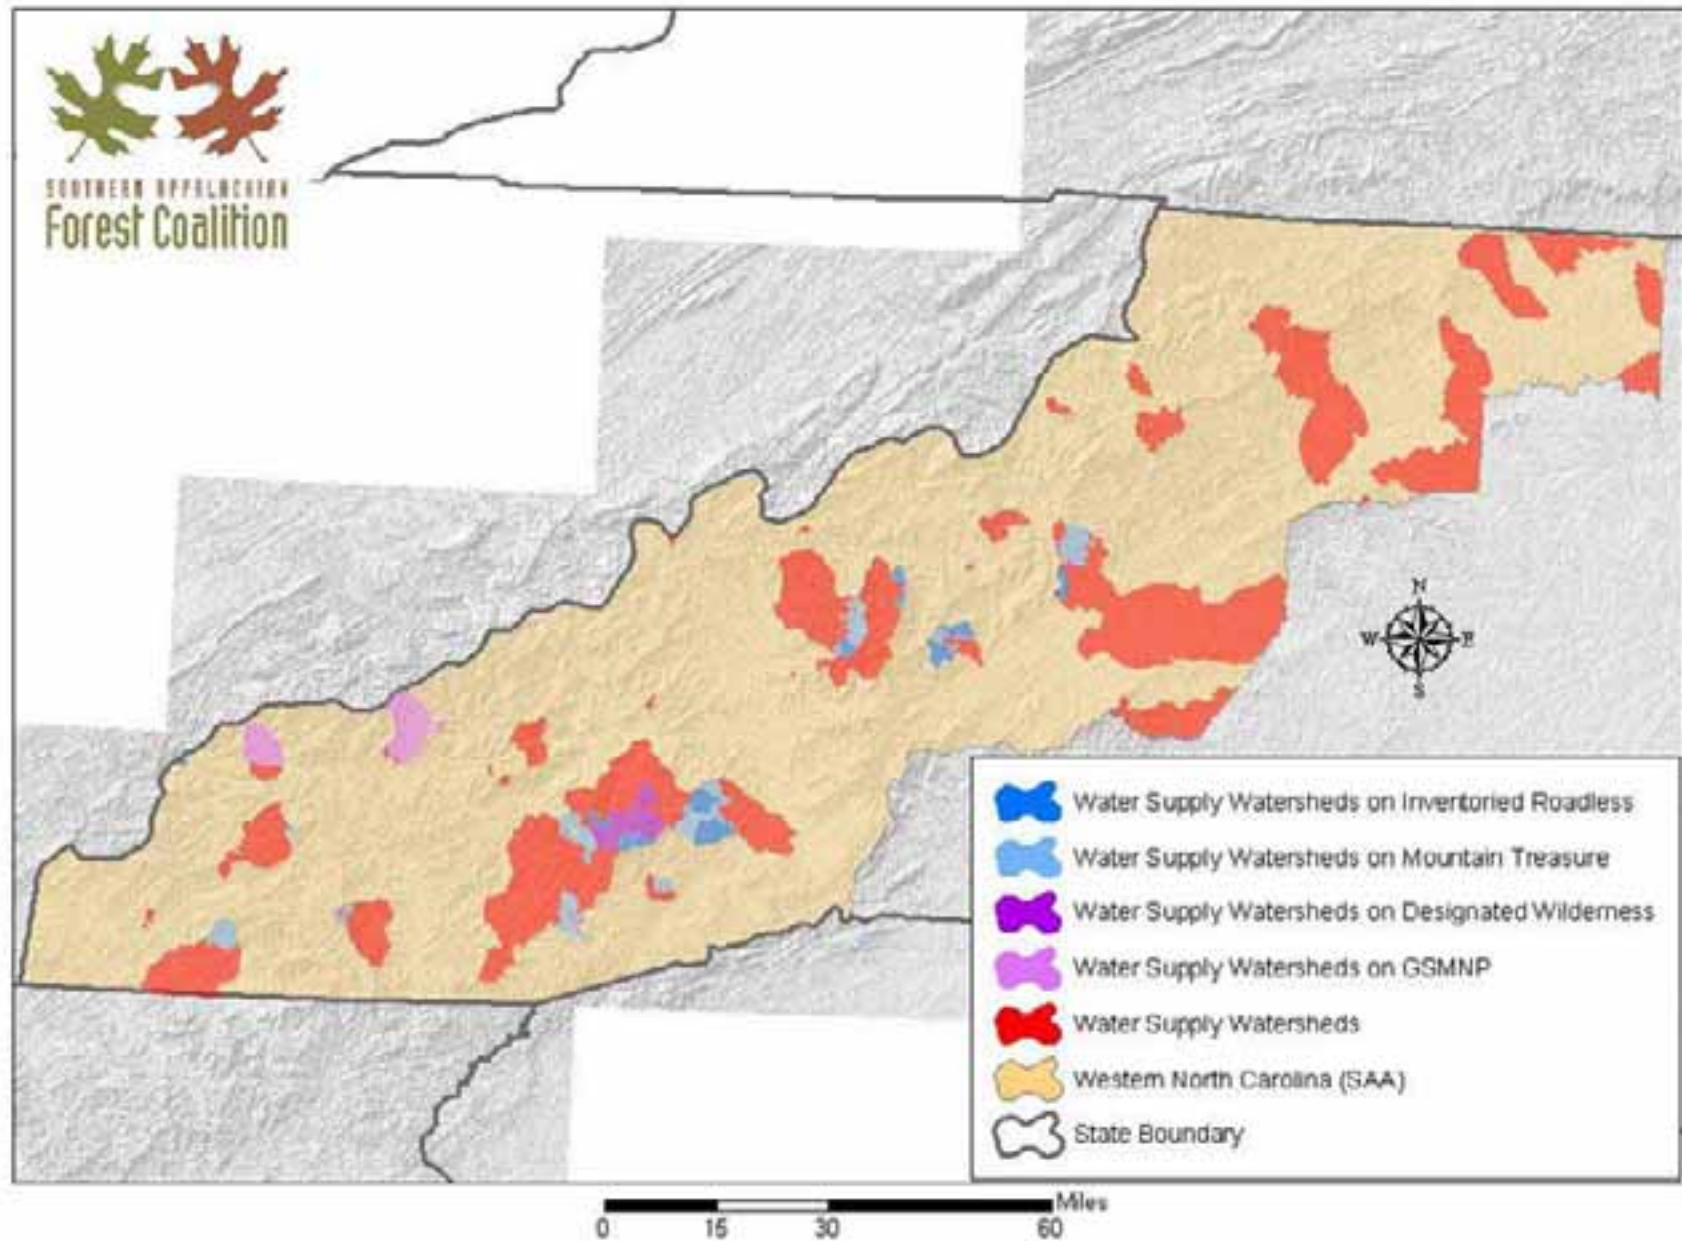 SOUTHERN APPALACHIAN
Forest Coalition
N
W E
S
Water Supply Watersheds on Inventoried Roadless
Water Supply Watersheds on Mountain Treasure
Water Supply Watersheds on Designated Wilderness
Water Supply Watersheds on GSMNP
Water Supply Watersheds
Western North Carolina (SAA)
State Boundary
Miles
0 15 30 60